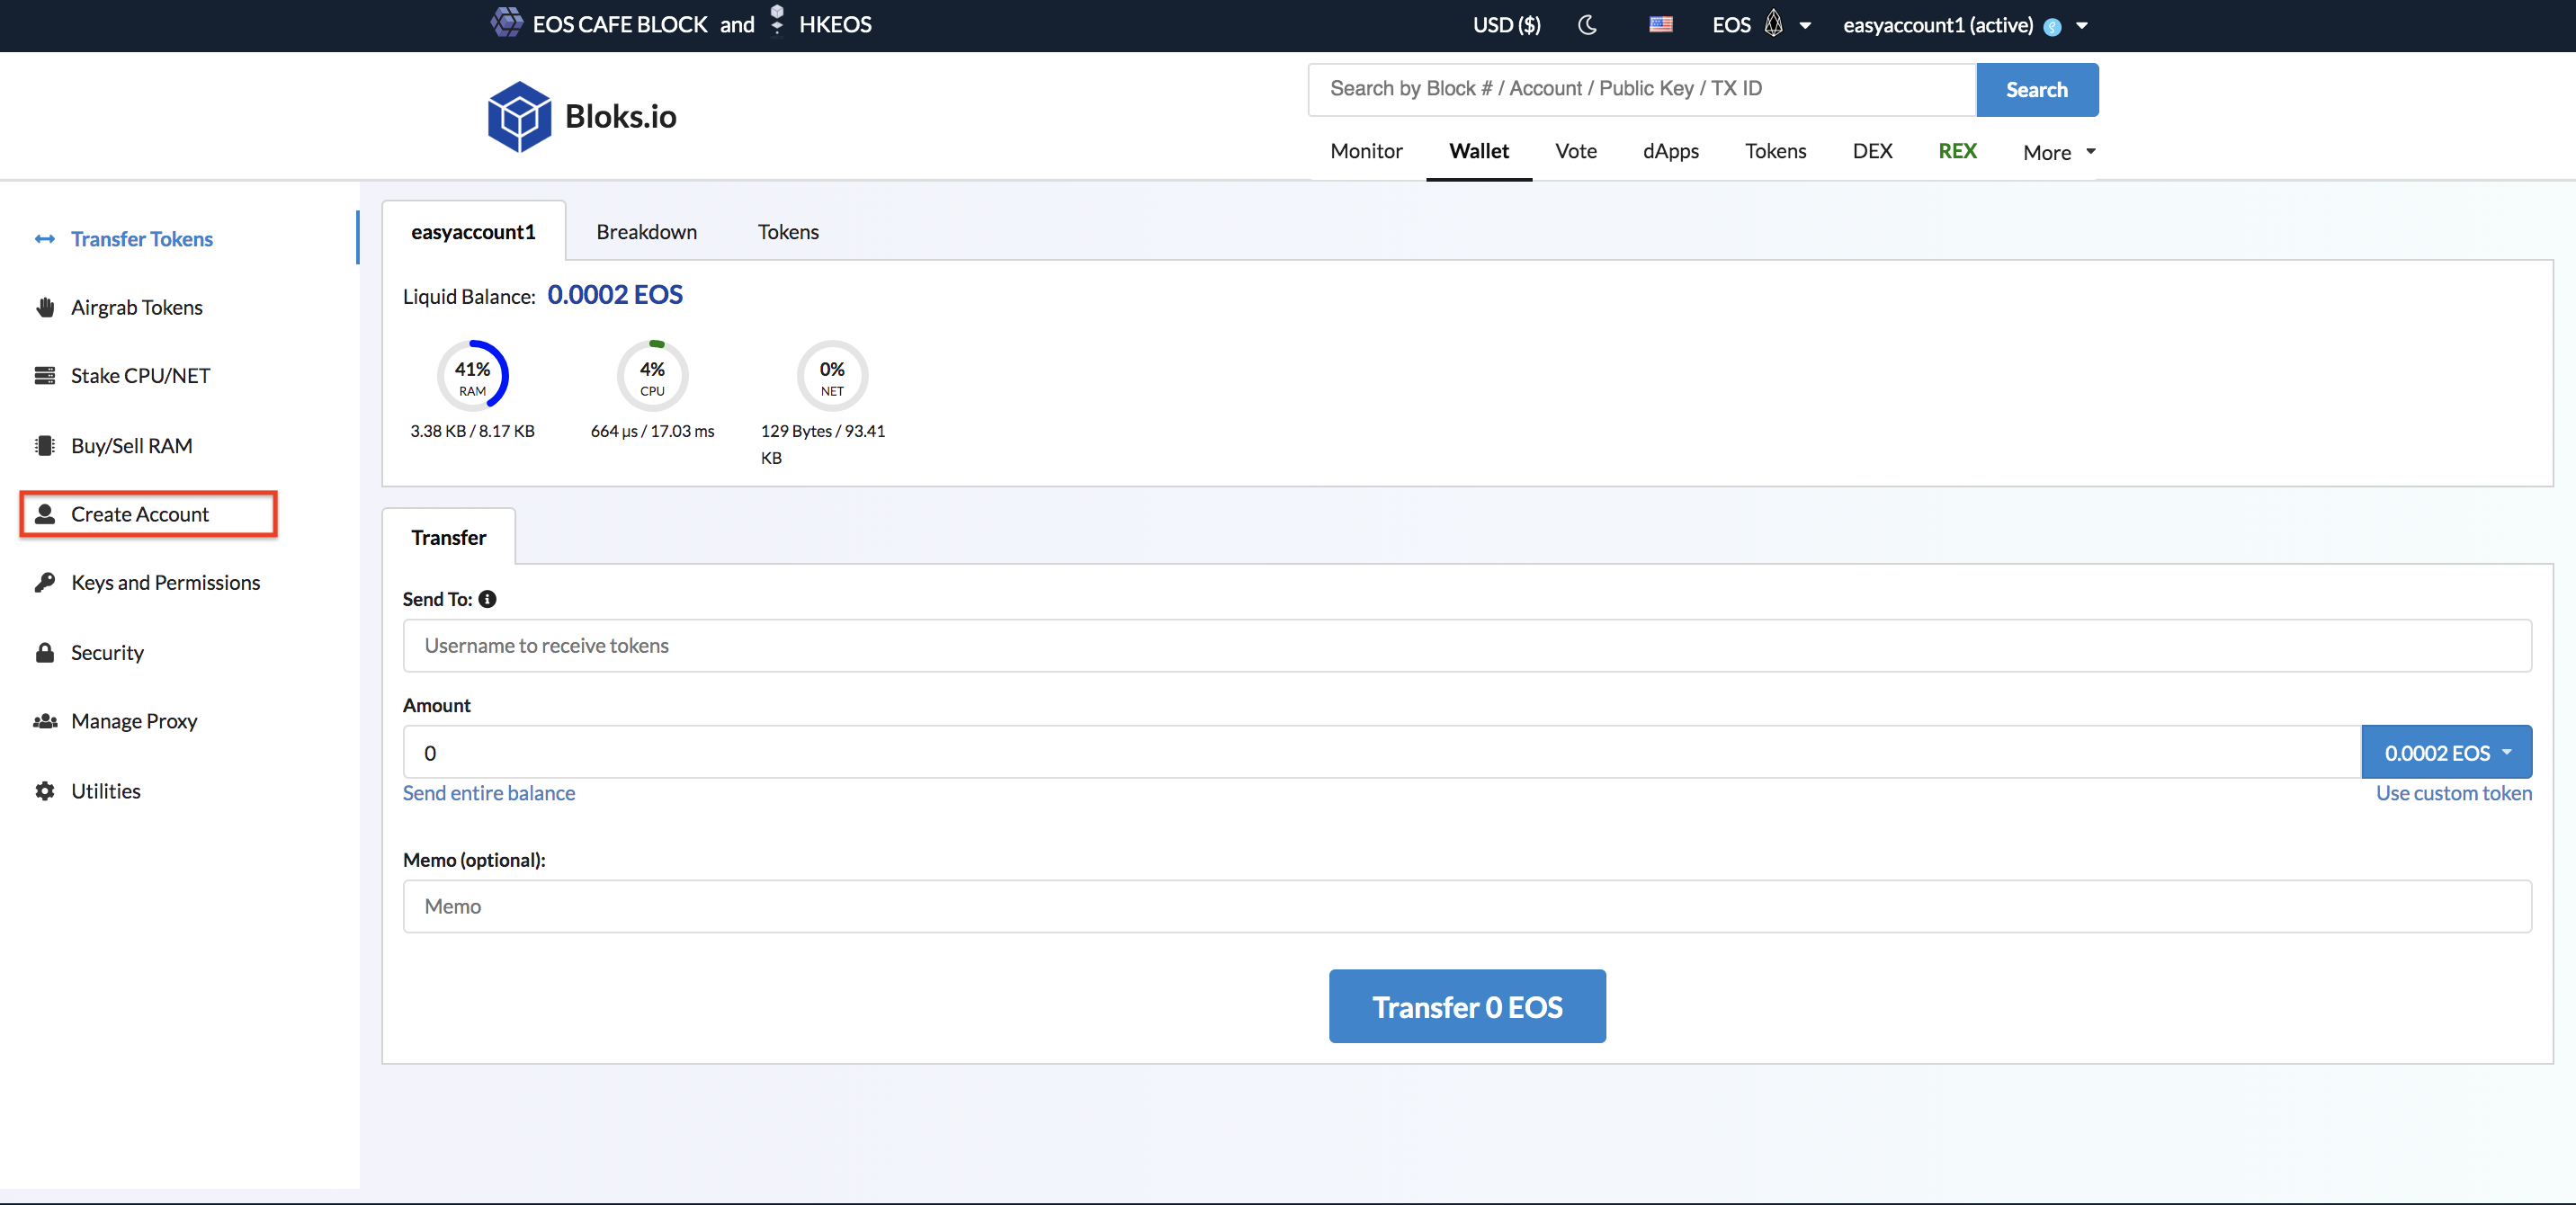 EOS CAFE BLOCK and HKEOS
USD ($) EOS easyaccount1 (active)
Bloks.io
Search by Block # / Account / Public Key / TX ID Search
Monitor Wallet Vote dApps Tokens DEX REX More
Transfer Tokens
Airgrab Tokens
Stake CPU/NET
Buy/Sell RAM
Create Account
Keys and Permissions
Security
Manage Proxy
Utilities
easyaccount1 Breakdown Tokens
Liquid Balance: 0.0002 EOS
41% 4% 0%
RAM CPU NET
3.38 KB / 8.17 KB 664 µs / 17.03 ms 129 Bytes / 93.41
KB
Transfer
Send To:
Username to receive tokens
Amount
0 0.0002 EOS
Send entire balance Use custom token
Memo (optional):
Memo
Transfer 0 EOS